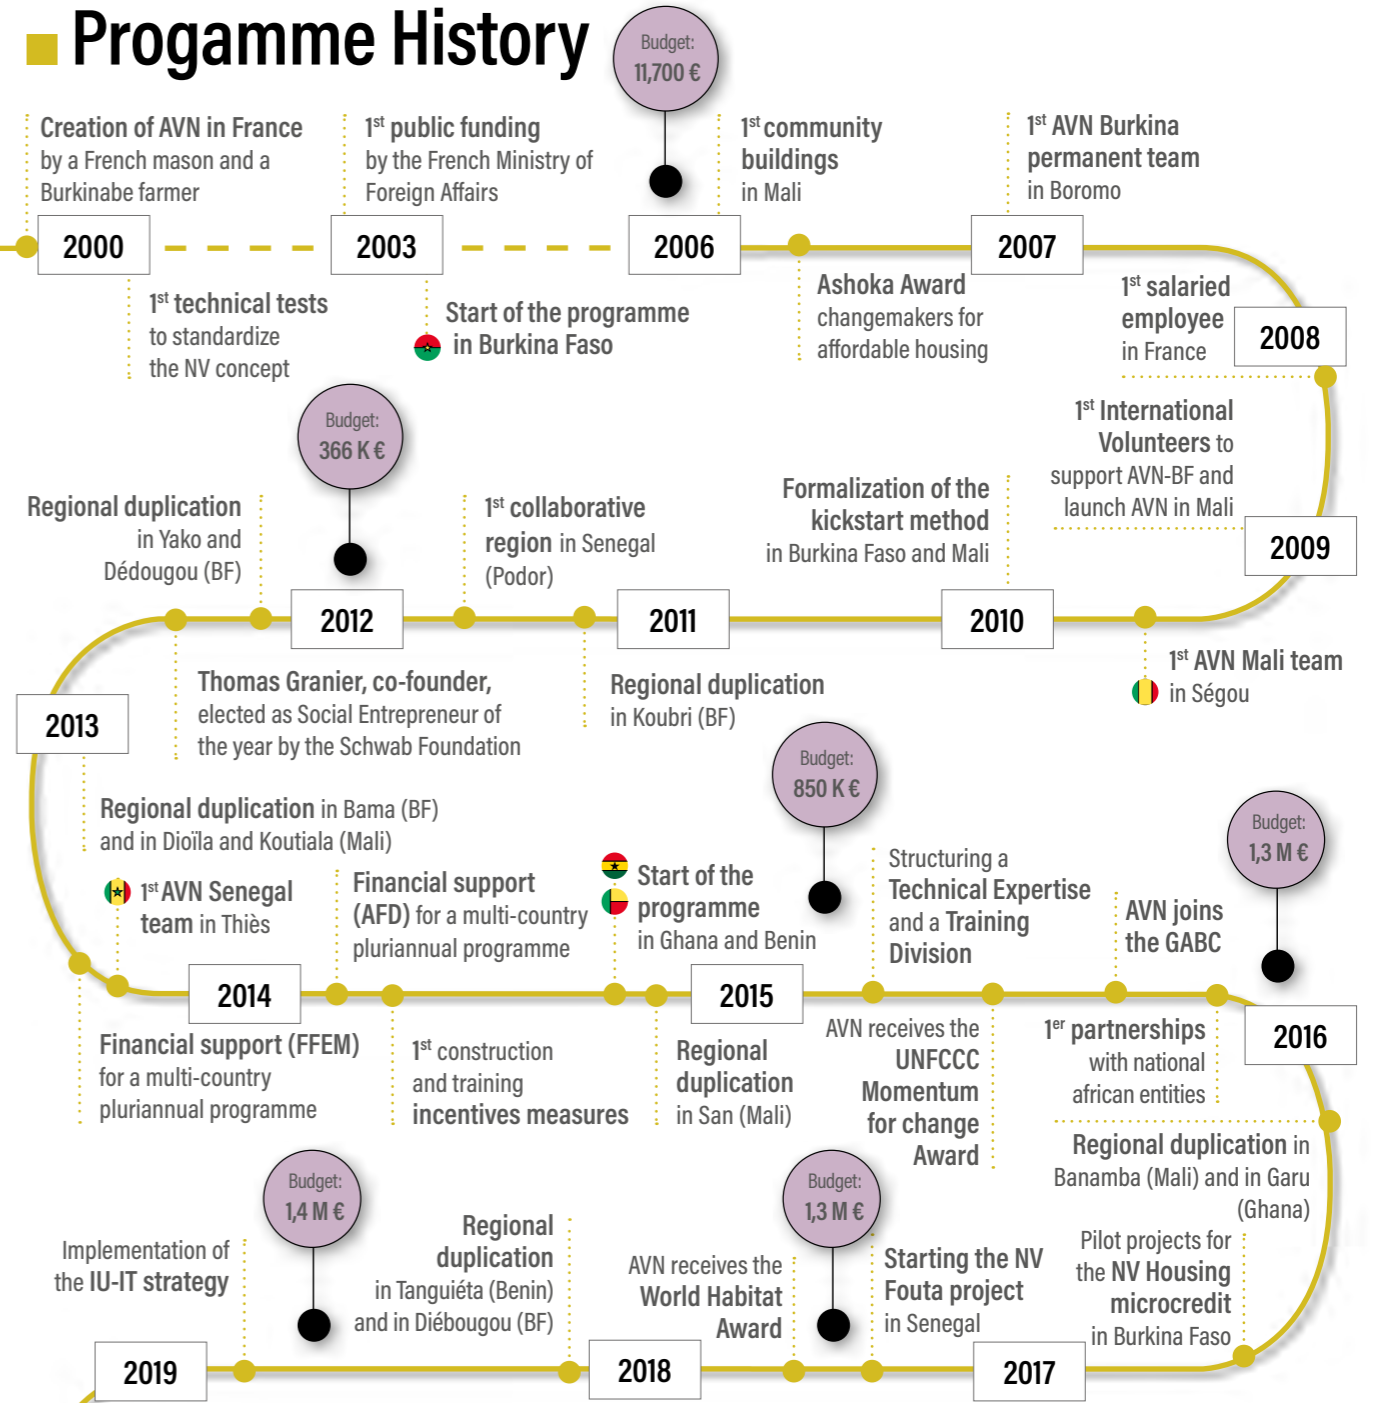 Progamme History
Budget:
11,700 €
Creation of AVN in France
by a French mason and a
Burkinabe farmer
1st public funding
by the French Ministry of
Foreign Affairs
1st community
buildings
in Mali
1st AVN Burkina
permanent team
in Boromo
2000
2003
2006
2007
1st technical tests
to standardize
the NV concept
Start of the programme
in Burkina Faso
Ashoka Award
changemakers for
affordable housing
1st salaried
employee
in France
2008
1st International
Volunteers to
support AVN-BF and
launch AVN in Mali
2009
Budget:
366 K €
Regional duplication
in Yako and
Dédougou (BF)
1st collaborative
region in Senegal
(Podor)
Formalization of the
kickstart method
in Burkina Faso and Mali
2012
2011
2010
1st AVN Mali team
in Ségou
Thomas Granier, co-founder,
elected as Social Entrepreneur of
the year by the Schwab Foundation
Regional duplication
in Koubri (BF)
2013
Regional duplication in Bama (BF)
and in Dioïla and Koutiala (Mali)
Budget:
850 K €
Budget:
1,3 M €
1st AVN Senegal
team in Thiès
Financial support
(AFD) for a multi-country
pluriannual programme
Start of the
programme
in Ghana and Benin
Structuring a
Technical Expertise
and a Training
Division
AVN joins
the GABC
2014
2015
2016
Financial support (FFEM)
for a multi-country
pluriannual programme
1st construction
and training
incentives measures
Regional
duplication
in San (Mali)
AVN receives the
UNFCCC
Momentum
for change
Award
1er partnerships
with national
african entities
Regional duplication in
Banamba (Mali) and in Garu
(Ghana)
Budget:
1,4 M €
Budget:
1,3 M €
Implementation of
the IU-IT strategy
Regional
duplication
in Tanguiéta (Benin)
and in Diébougou (BF)
AVN receives the
World Habitat
Award
Starting the NV
Fouta project
in Senegal
Pilot projects for
the NV Housing
microcredit
in Burkina Faso
2019
2018
2017